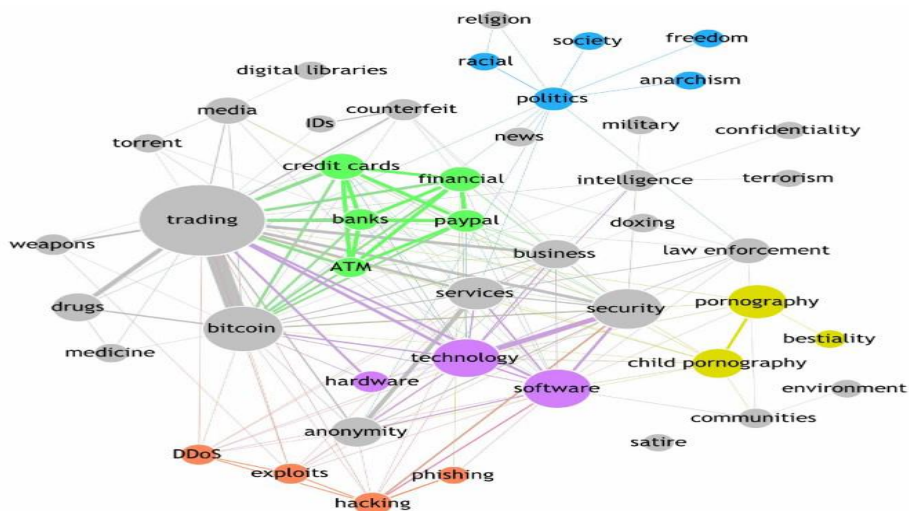 religion
society
freedom
racial
digital libraries
anarchism
politics
media
counterfeit
IDs
news
military
confidentiality
torrent
credit cards
financial
intelligence
terrorism
trading
banks
paypal
doxing
weapons
business
law enforcement
ATM
services
drugs
security
pornography
bitcoin
bestiality
medicine
technology
child pornography
hardware
software
environment
communities
anonymity
satire
DDoS
exploits
phishing
hacking